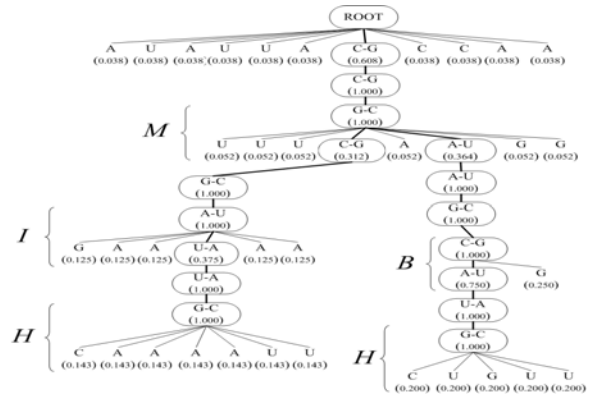 ROOT
A U A U U A C-G C C A A
(0.038) (0.038) (0.038) (0.038) (0.038) (0.038) (0.608) (0.038) (0.038) (0.038) (0.038)
C-G
(1.000)
G-C
(1.000)
M
U U U C-G A A-U G G
(0.052) (0.052) (0.052) (0.312) (0.052) (0.364) (0.052) (0.052)
G-C A-U
(1.000) (1.000)
A-U G-C
(1.000) (1.000)
I
G A A U-A A A
(0.125) (0.125) (0.125) (0.375) (0.125) (0.125)
C-G
(1.000)
B
A-U G
(0.750) (0.250)
U-A U-A
(1.000) (1.000)
G-C G-C
(1.000) (1.000)
H
C A A A A U U
(0.143) (0.143) (0.143) (0.143) (0.143) (0.143) (0.143)
H
C U G U U
(0.200) (0.200) (0.200) (0.200) (0.200)